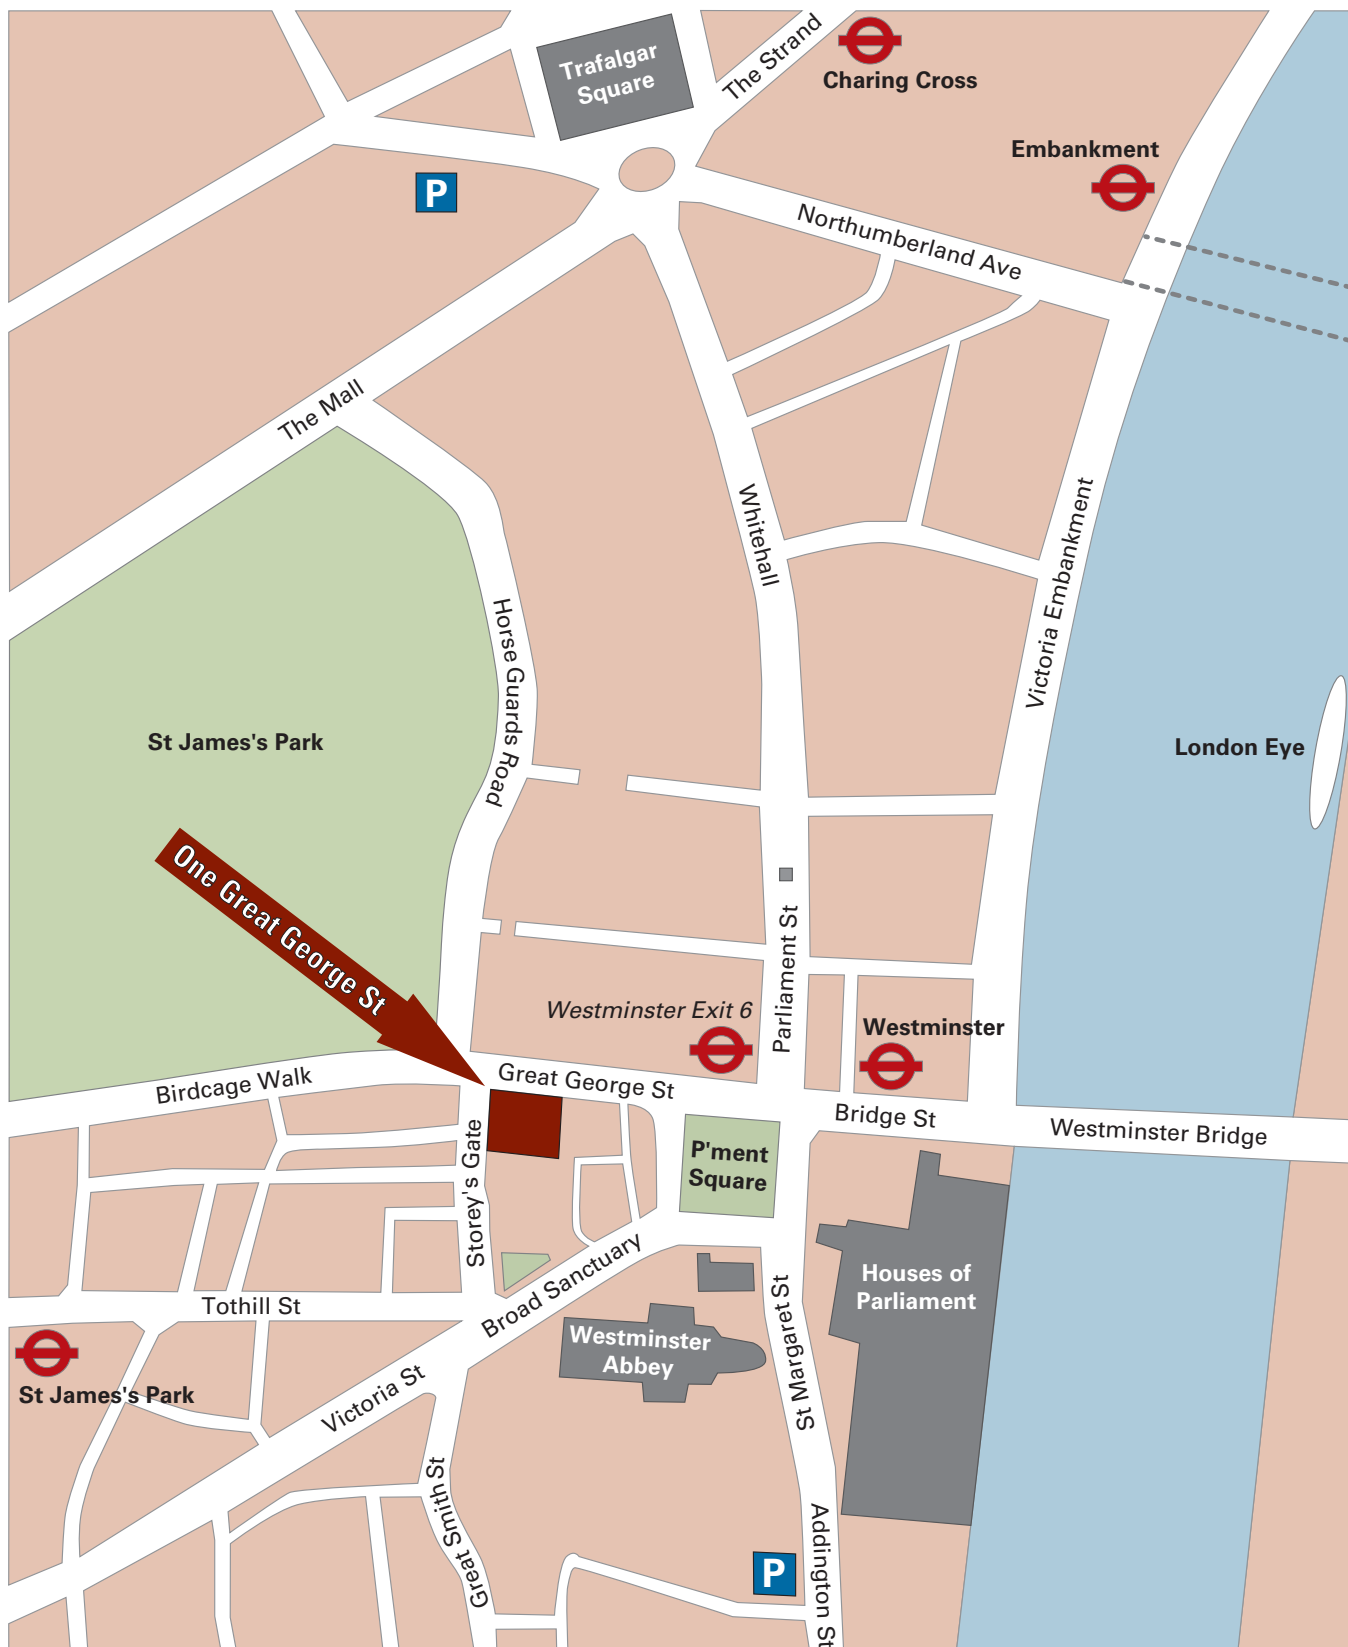 Trafalgar
Square
The Strand
Charing Cross
Embankment
P
Northumberland Ave
The Mall
Whitehall
Victoria Embankment
Horse Guards Road
St James's Park
London Eye
One Great George St
Parliament St
Westminster Exit 6
Westminster
Birdcage Walk
Great George St
Bridge St
Westminster Bridge
P'ment
Square
Storey's Gate
Broad Sanctuary
Houses of
Parliament
Tothill St
St Margaret St
Westminster
Abbey
St James's Park
Victoria St
Great Smith St
Addington St
P